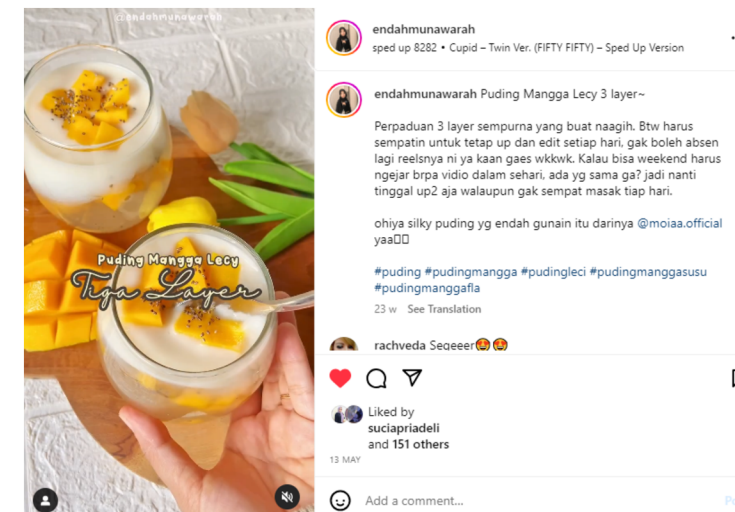 @endahmunawarah
Puding Mangga Lecy
Tiga Layer
endahmunawarah
sped up 8282 • Cupid – Twin Ver. (FIFTY FIFTY) – Sped Up Version
endahmunawarah Puding Mangga Lecy 3 layer~
Perpaduan 3 layer sempurna yang buat naagih. Btw harus
sempatin untuk tetap up dan edit setiap hari, gak boleh absen
lagi reelsnya ni ya kaan gaes wkkwk. Kalau bisa weekend harus
ngejar brpa vidio dalam sehari, ada yg sama ga? jadi nanti
tinggal up2 aja walaupun gak sempat masak tiap hari.
ohiya silky puding yg endah gunain itu darinya @moiaa.official
yaa
#puding #pudingmangga #pudingleci #pudingmanggasusu
#pudingmanggafla
23 w See Translation
rachveda Segeeer😍😍
Liked by
suciapriadeli
and 151 others
13 MAY
Add a comment...